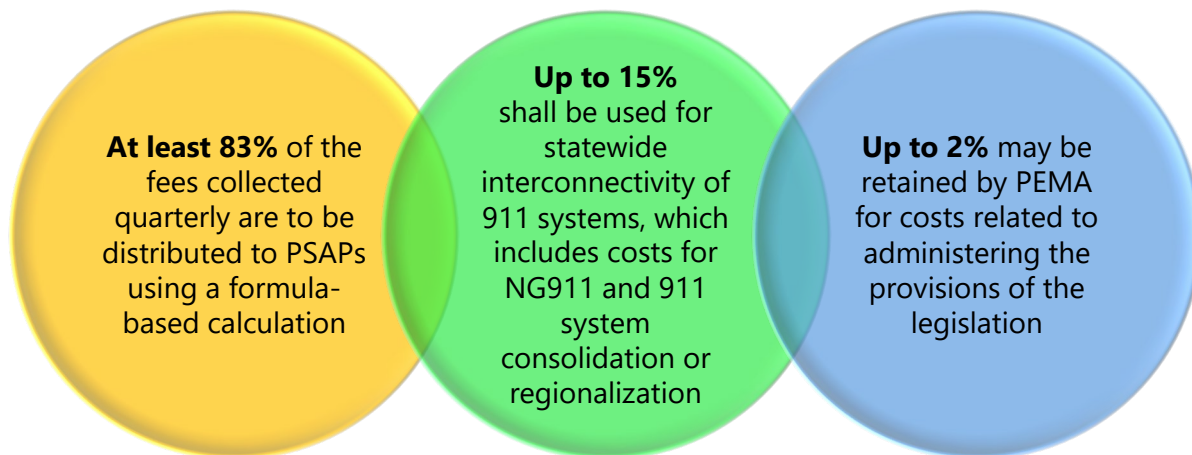 At least 83% of the
fees collected
quarterly are to be
distributed to PSAPs
using a formula-
based calculation
Up to 15%
shall be used for
statewide
interconnectivity of
911 systems, which
includes costs for
NG911 and 911
system
consolidation or
regionalization
Up to 2% may be
retained by PEMA
for costs related to
administering the
provisions of the
legislation